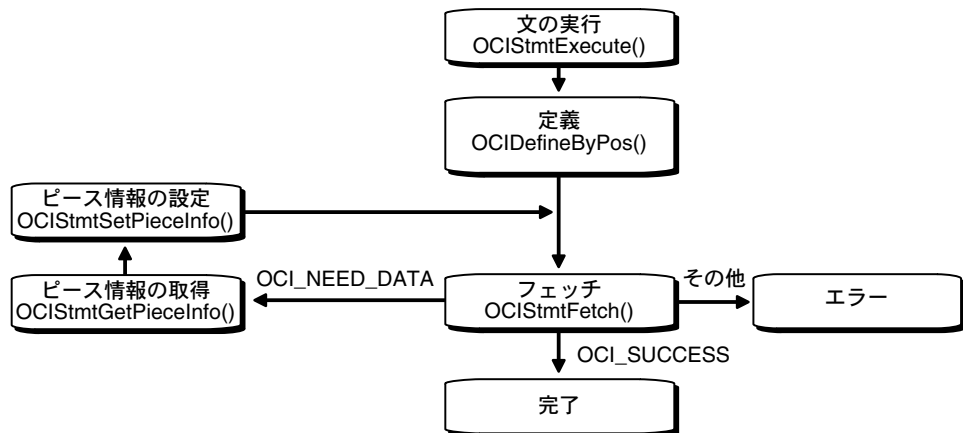 文の実行
OCIStmtExecute()
定義
OCIDefineByPos()
ピース情報の設定
OCIStmtSetPieceInfo()
ピース情報の取得
OCIStmtGetPieceInfo()
OCI_NEED_DATA
フェッチ
OCIStmtFetch()
その他
エラー
OCI_SUCCESS
完了